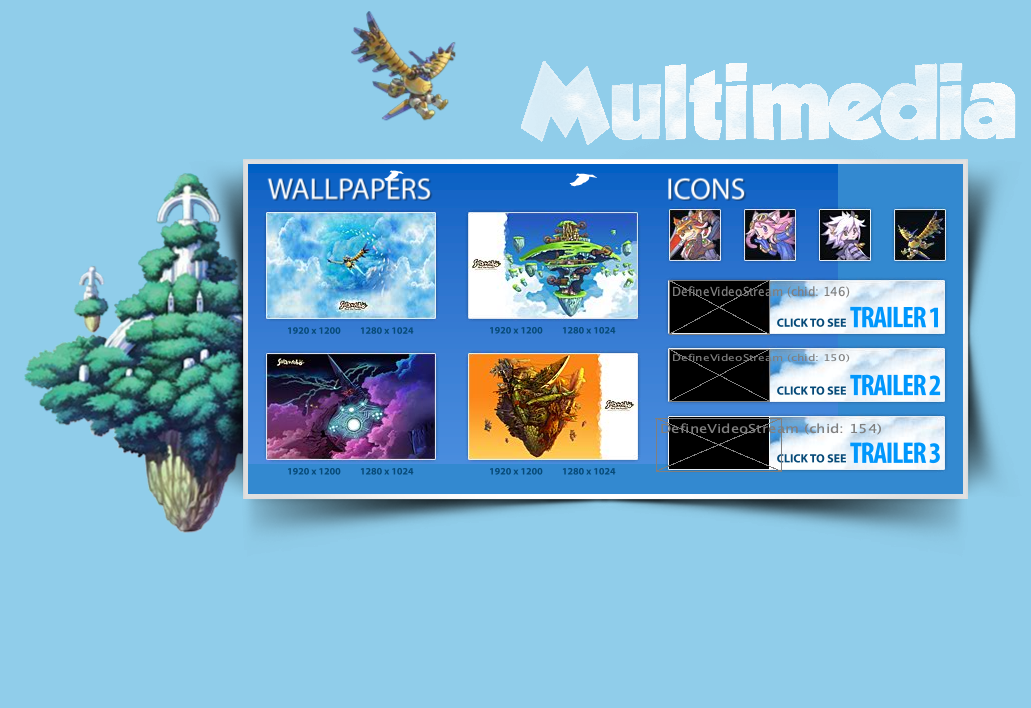 Multimedia
WALLPAPERS
1920 x 1200 1280 x 1024
1920 x 1200 1280 x 1024
1920 x 1200 1280 x 1024
1920 x 1200 1280 x 1024
ICONS
DefineVideoStream (chid: 146)
CLICK TO SEE TRAILER 1
DefineVideoStream (chid: 150)
CLICK TO SEE TRAILER 2
DefineVideoStream (chid: 154)
CLICK TO SEE TRAILER 3